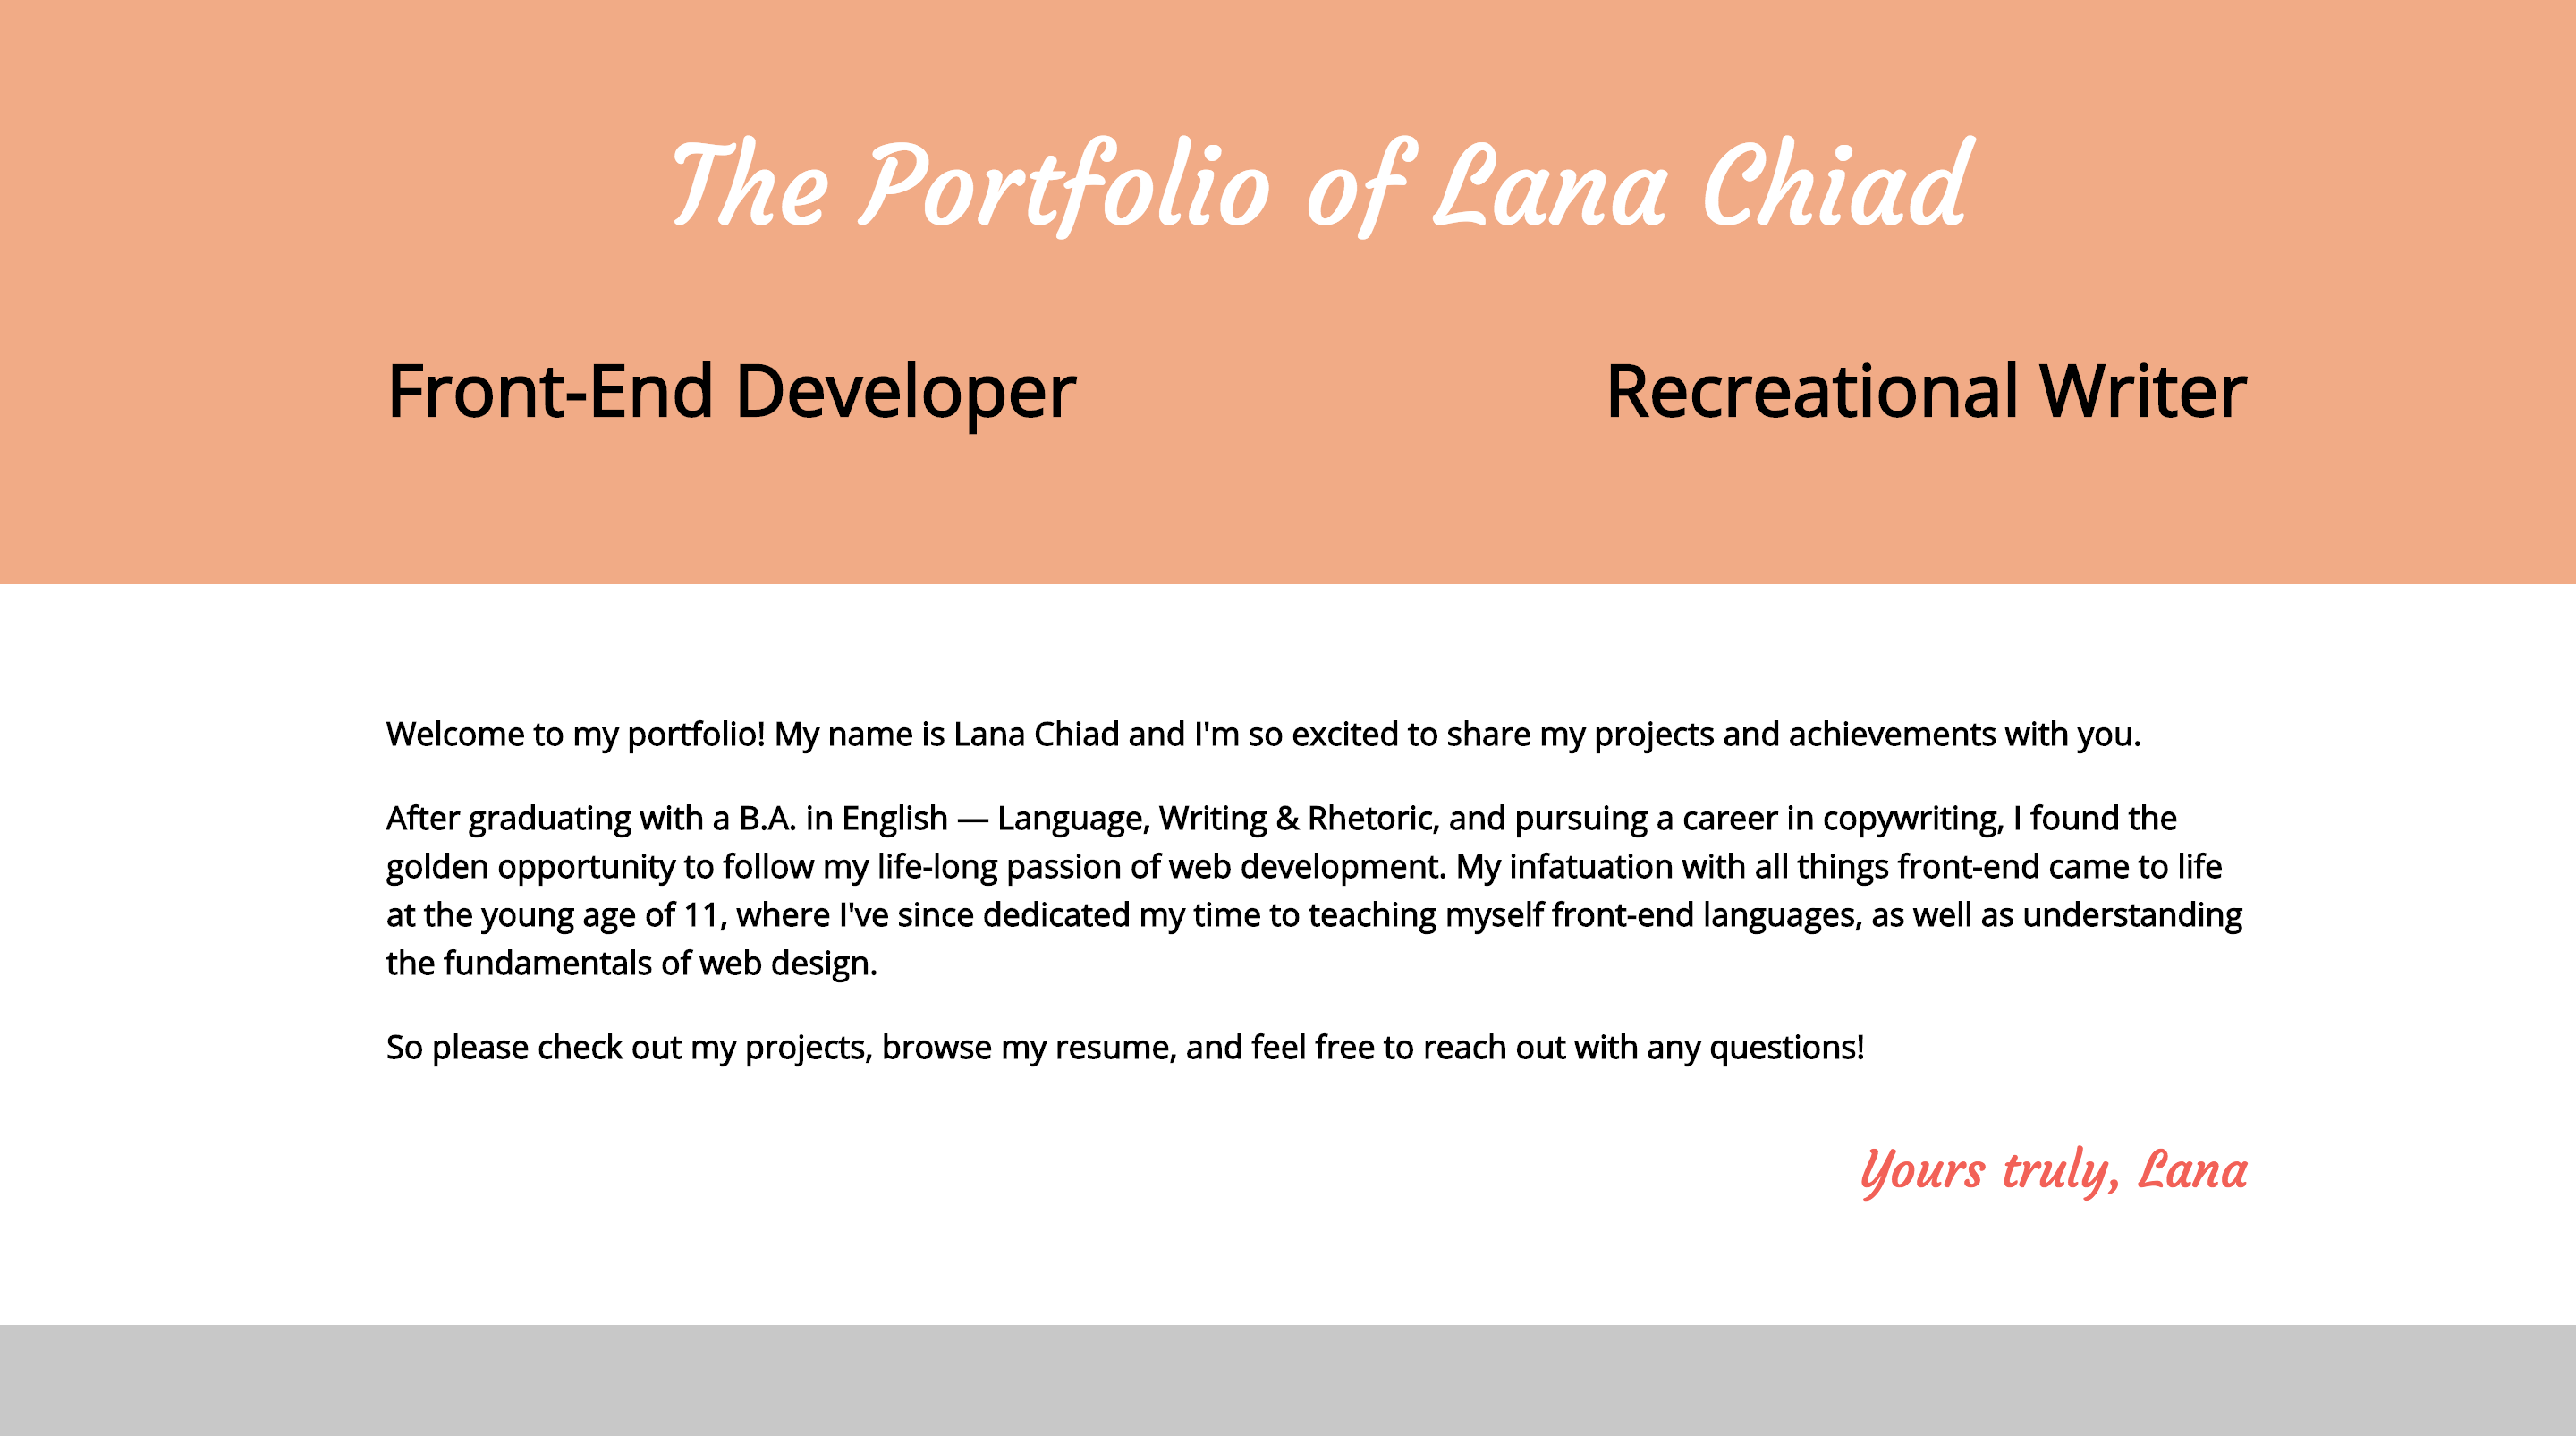 The Portfolio of Lana Chiad
Front-End Developer
Recreational Writer
Welcome to my portfolio! My name is Lana Chiad and I'm so excited to share my projects and achievements with you.
After graduating with a B.A. in English — Language, Writing & Rhetoric, and pursuing a career in copywriting, I found the
golden opportunity to follow my life-long passion of web development. My infatuation with all things front-end came to life
at the young age of 11, where I've since dedicated my time to teaching myself front-end languages, as well as understanding
the fundamentals of web design.
So please check out my projects, browse my resume, and feel free to reach out with any questions!
Yours truly, Lana